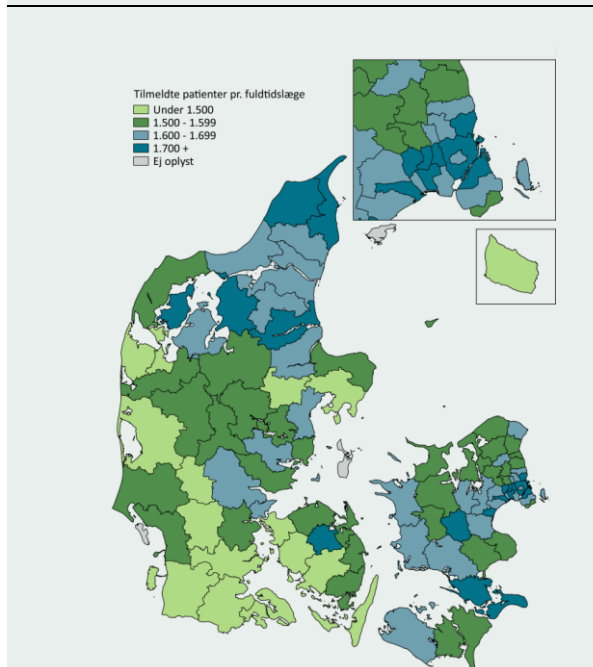 Tilmeldte patienter pr. fuldtidslæge
Under 1.500
1.500 - 1.599
1.600 - 1.699
1.700 +
Ej oplyst